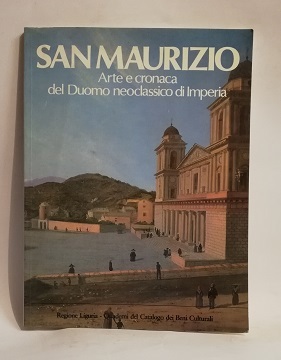 SAN MAURIZIO
Arte e cronaca
del Duomo neoclassico di Imperia
Regione Liguria - Quaderni del Catalogo dei Beni Culturali